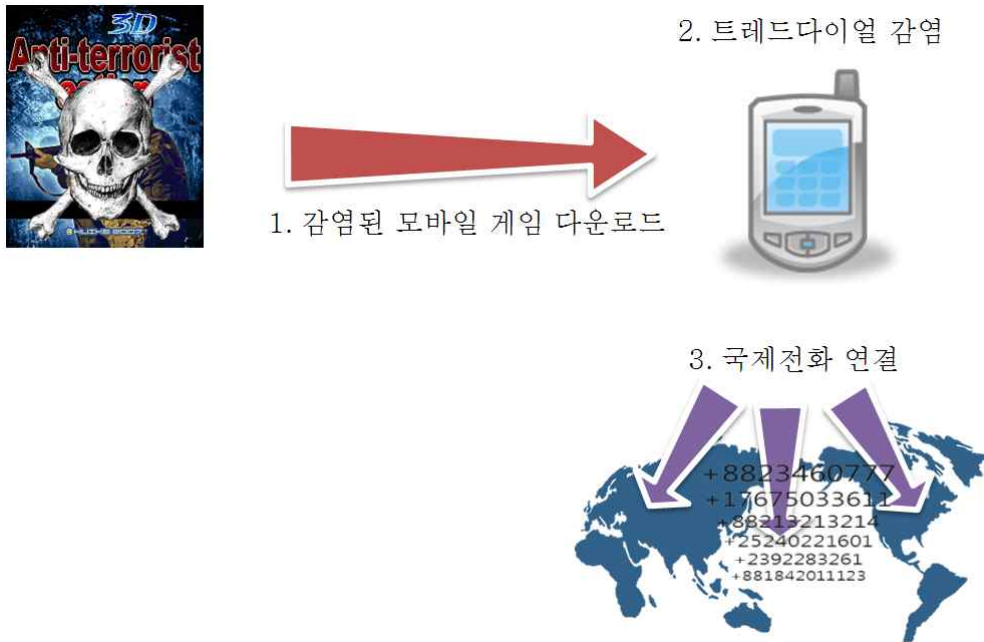 3D
Anti-terrorist
1. 감염된 모바일 게임 다운로드
2. 트레드다이얼 감염
3. 국제전화 연결
+8823460777
+17675033611
+88213213214
+25240221601
+2392283261
+881842011123